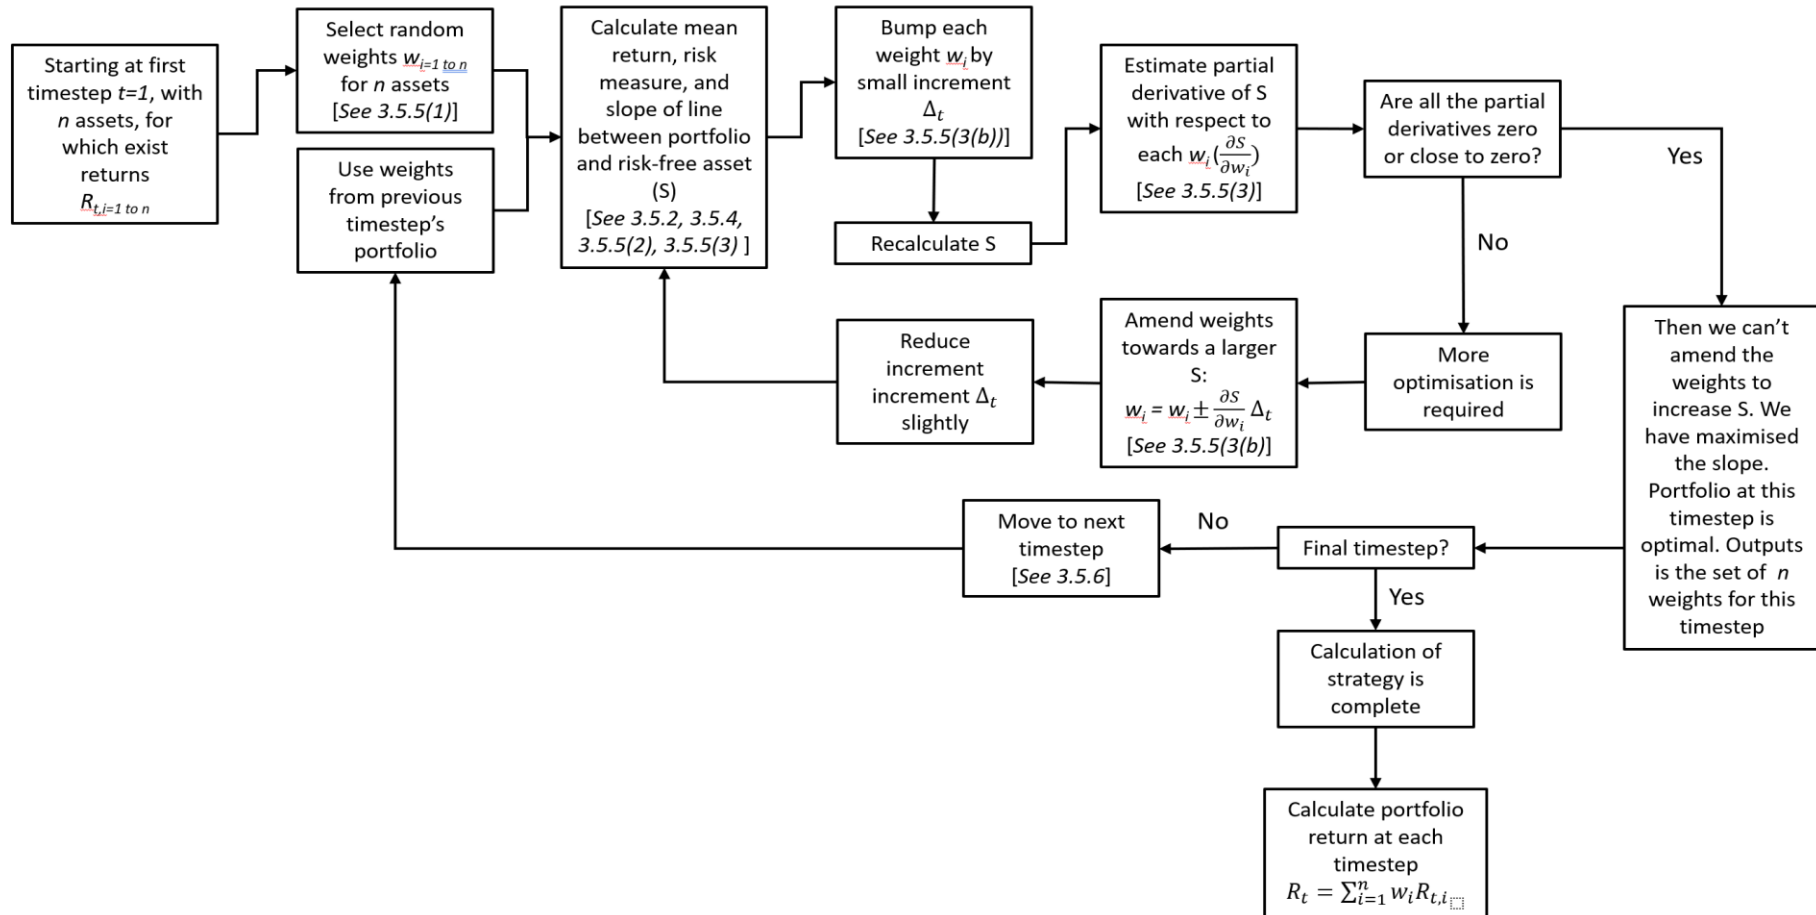 Starting at first
timestep t=1, with
n assets, for
which exist
returns
R_{t,i=1 to n}
Select random
weights w_{i=1 to n}
for n assets
[See 3.5.5(1)]
Use weights
from previous
timestep's
portfolio
Calculate mean
return, risk
measure, and
slope of line
between portfolio
and risk-free asset
(S)
[See 3.5.2, 3.5.4,
3.5.5(2), 3.5.5(3) ]
Bump each
weight w_i by
small increment
Δ_t
[See 3.5.5(3(b))]
Recalculate S
Estimate partial
derivative of S
with respect to
each w_i (∂S/∂w_i)
[See 3.5.5(3)]
Are all the partial
derivatives zero
or close to zero?
Yes
No
More
optimisation is
required
Amend weights
towards a larger
S:
w_i = w_i ± ∂S/∂w_i Δ_t
[See 3.5.5(3(b)]
Reduce
increment
increment Δ_t
slightly
Then we can't
amend the
weights to
increase S. We
have maximised
the slope.
Portfolio at this
timestep is
optimal. Outputs
is the set of n
weights for this
timestep
Final timestep?
No
Move to next
timestep
[See 3.5.6]
Yes
Calculation of
strategy is
complete
Calculate portfolio
return at each
timestep
R_t = ∑_{i=1}^{n} w_i R_{t,i}